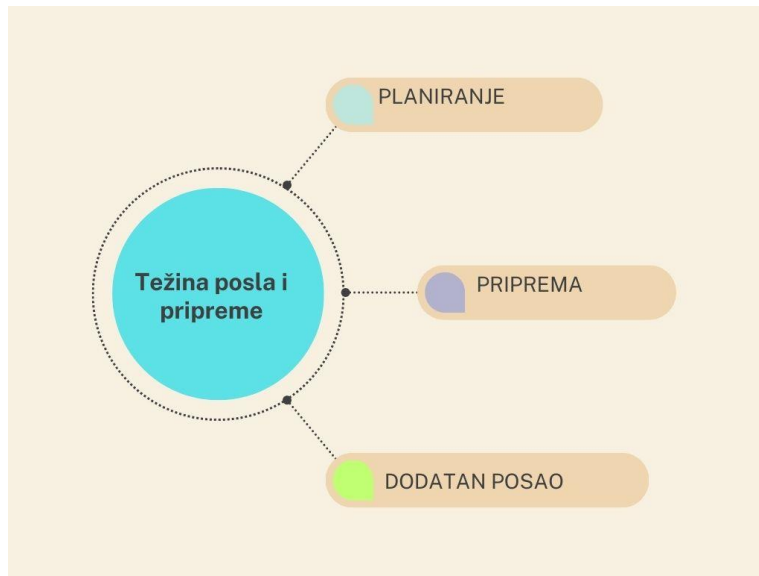 PLANIRANJE
Težina posla i
pripreme
PRIPREMA
DODATAN POSAO